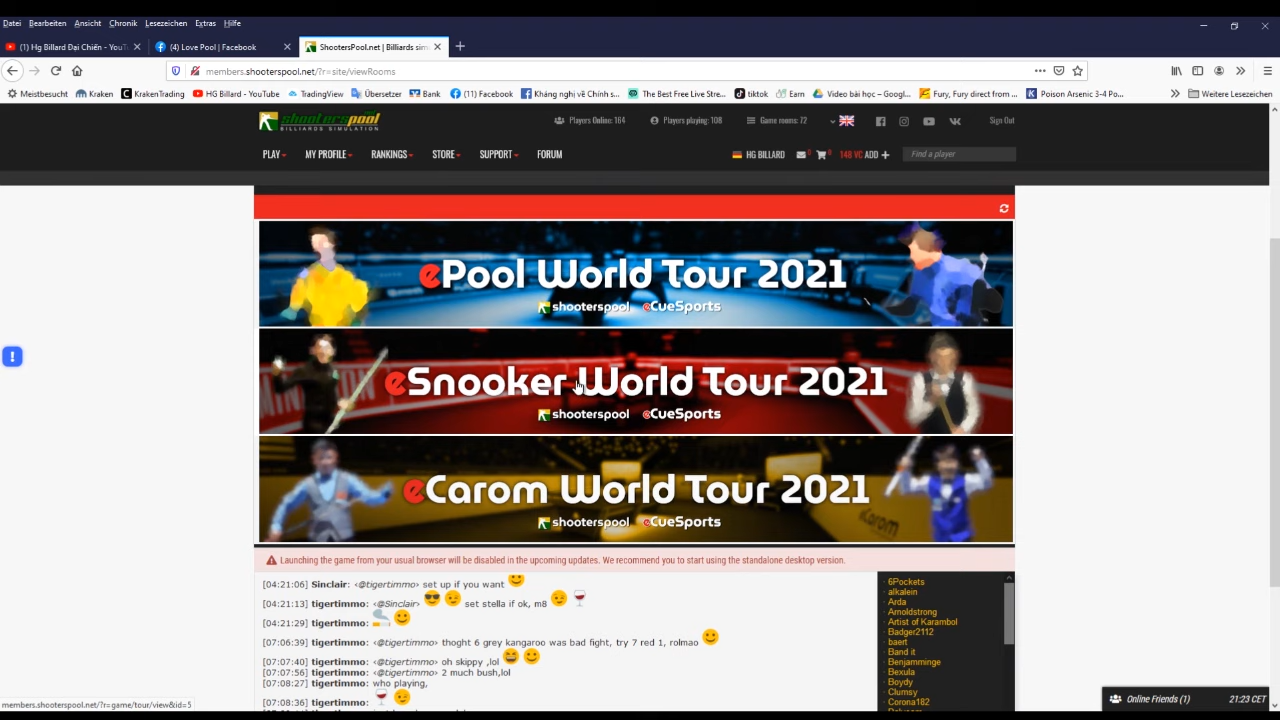 Datei Bearbeiten Ansicht Chronik Lesezeichen Extras Hilfe
(1) Hg Billard Đại Chiến - YouT
(4) Love Pool | Facebook
ShootersPool.net | Billiards sim
members.shooterspool.net/?r=site/viewRooms
Meistbesucht Kraken KrakenTrading HG Billard - YouTube TradingView Übersetzer Bank (11) Facebook Kháng nghị về Chính s... The Best Free Live Stre... tiktok Earn Video bài học – Googl... Fury, Fury direct from ... Poison Arsenic 3-4 Po... Weitere Lesezeichen
shooterspool
BILLIARDS SIMULATION
Players Online: 164 Players playing: 108 Game rooms: 72 Sign Out
PLAY MY PROFILE RANKINGS STORE SUPPORT FORUM
HG BILLARD 148 VC ADD Find a player
ePool World Tour 2021
shooterspool eCueSports
eSnooker World Tour 2021
shooterspool eCueSports
eCarom World Tour 2021
shooterspool eCueSports
Launching the game from your usual browser will be disabled in the upcoming updates. We recommend you to start using the standalone desktop version.
[04:21:06] Sinclair: <@tigertimmo> set up if you want
[04:21:13] tigertimmo: <@Sinclair> set stella if ok, m8
[04:21:29] tigertimmo:
[07:06:39] tigertimmo: <@tigertimmo> thoght 6 grey kangaroo was bad fight, try 7 red 1, rolmao
[07:07:40] tigertimmo: <@tigertimmo> oh skippy ,lol
[07:07:56] tigertimmo: <@tigertimmo> 2 much bush,lol
[07:08:27] tigertimmo: who playing,
[07:08:36] tigertimmo:
6Pockets
alkalein
Arda
Arnoldstrong
Artist of Karambol
Badger2112
baert
Band it
Benjamminge
Bexula
Boydy
Clumsy
Corona182
Online Friends (1) 21:23 CET
members.shooterspool.net/?r=game/tour/view&id=5